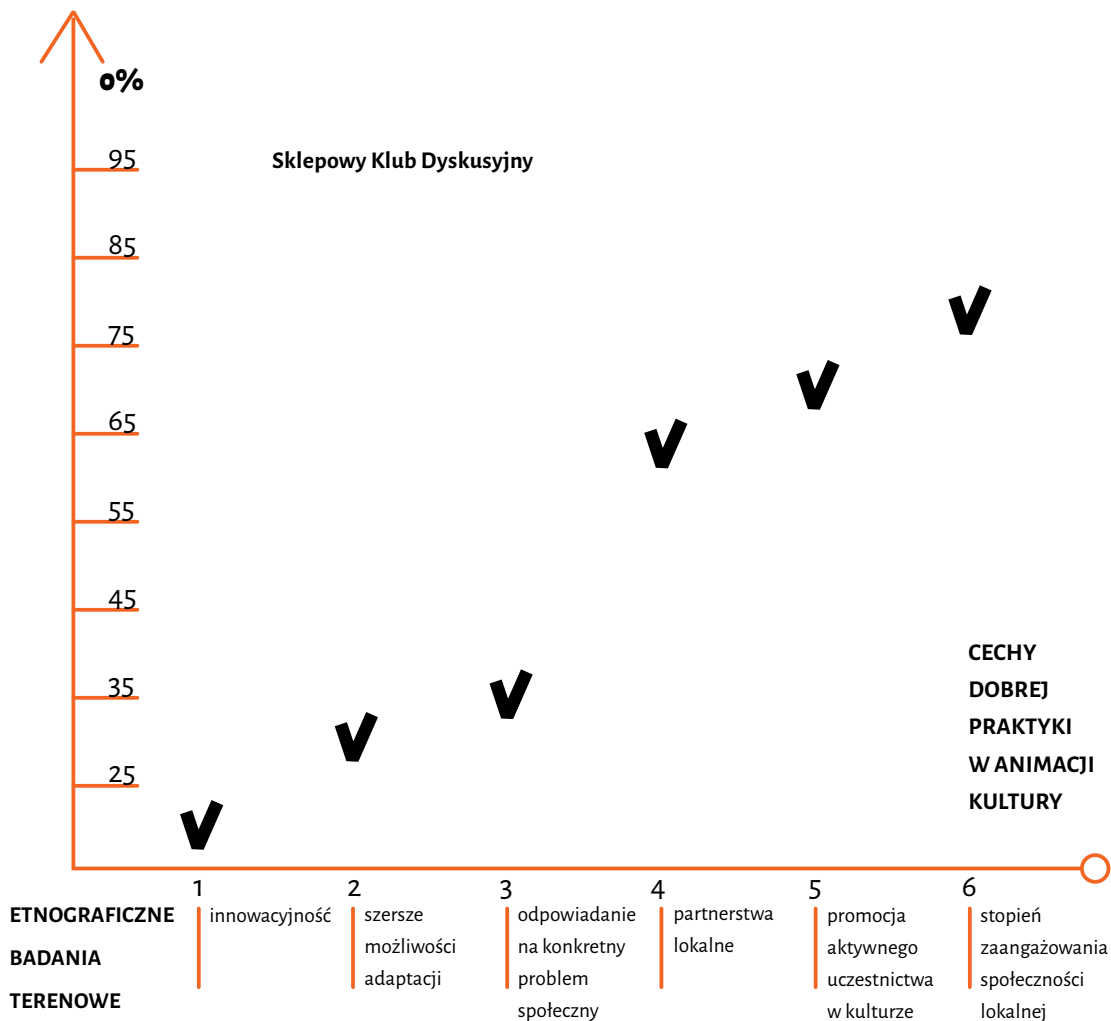 o%
95
Sklepowy Klub Dyskusyjny
85
75
65
55
45
35
25
CECHY
DOBREJ
PRAKTYKI
W ANIMACJI
KULTURY
1
2
3
4
5
6
ETNOGRAFICZNE
BADANIA
TERENOWE
innowacyjność
szersze
możliwości
adaptacji
odpowiadanie
na konkretny
problem
społeczny
partnerstwa
lokalne
promocja
aktywnego
uczestnictwa
w kulturze
stopień
zaangażowania
społeczności
lokalnej